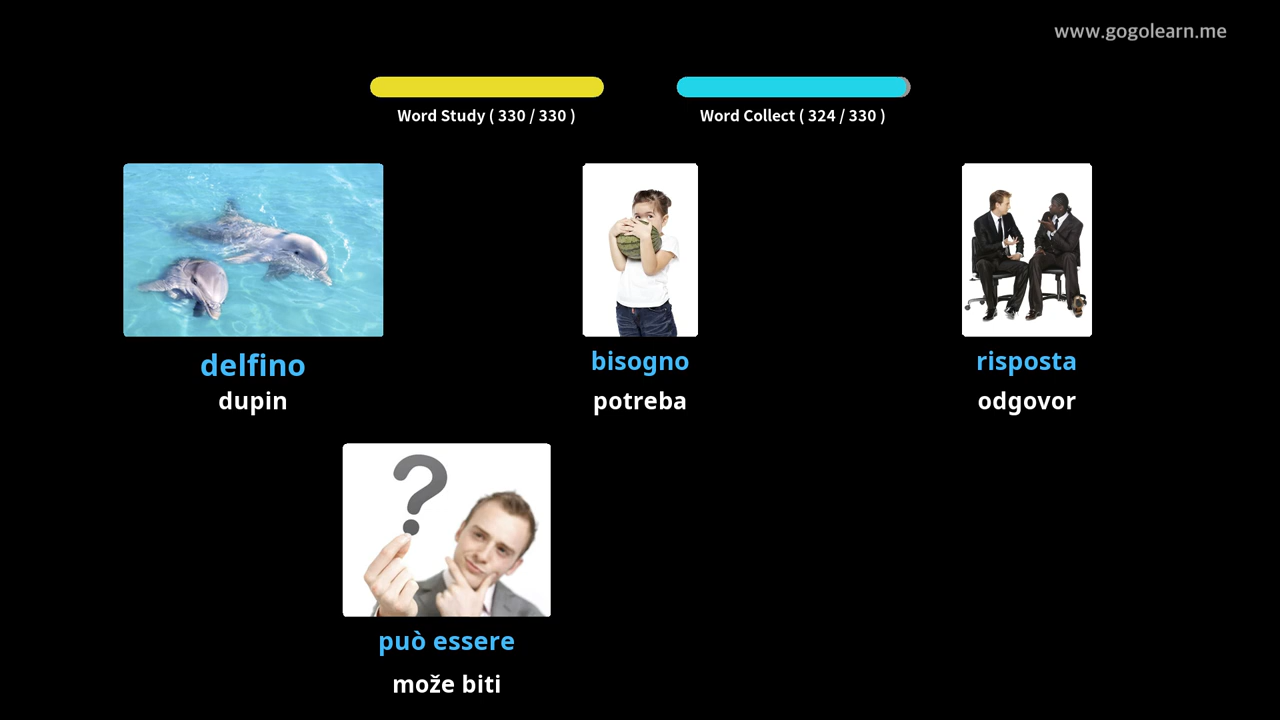 www.gogolearn.me
Word Study ( 330 / 330 )
Word Collect ( 324 / 330 )
delfino
dupin
bisogno
potreba
risposta
odgovor
?
può essere
može biti